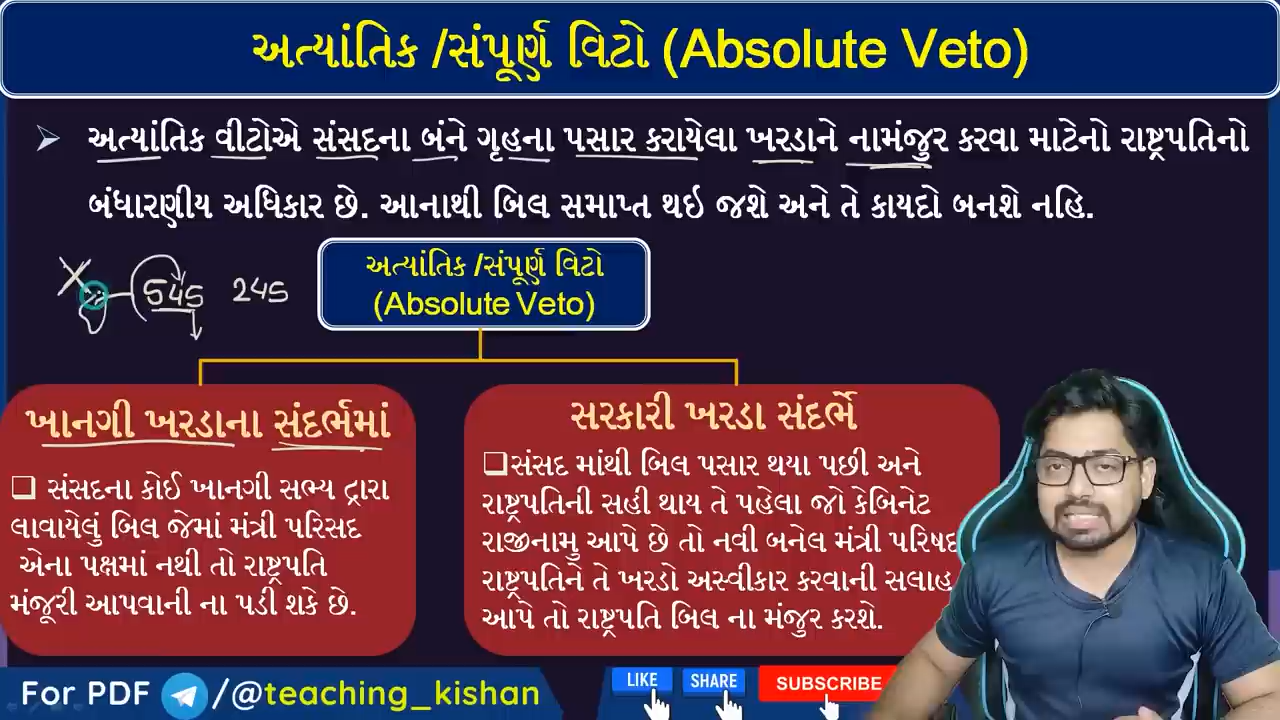 અત્યાંતિક /સંપૂર્ણ વિટો (Absolute Veto)
➢ અત્યાંતિક વીટોએ સંસદના બંને ગૃહના પસાર કરાયેલા ખરડાને નામંજુર કરવા માટેનો રાષ્ટ્રપતિનો
બંધારણીય અધિકાર છે. આનાથી બિલ સમાપ્ત થઇ જશે અને તે કાયદો બનશે નહિ.
545 245
અત્યાંતિક /સંપૂર્ણ વિટો
(Absolute Veto)
ખાનગી ખરડાના સંદર્ભમાં
❑ સંસદના કોઈ ખાનગી સભ્ય દ્રારા
લાવાયેલું બિલ જેમાં મંત્રી પરિસદ
એના પક્ષમાં નથી તો રાષ્ટ્રપતિ
મંજૂરી આપવાની ના પડી શકે છે.
સરકારી ખરડા સંદર્ભે
❑સંસદ માંથી બિલ પસાર થયા પછી અને
રાષ્ટ્રપતિની સહી થાય તે પહેલા જો કેબિનેટ
રાજીનામુ આપે છે તો નવી બનેલ મંત્રી પરિષદ
રાષ્ટ્રપતિને તે ખરડો અસ્વીકાર કરવાની સલાહ
આપે તો રાષ્ટ્રપતિ બિલ ના મંજુર કરશે.
For PDF /@teaching_kishan
LIKE SHARE SUBSCRIBE